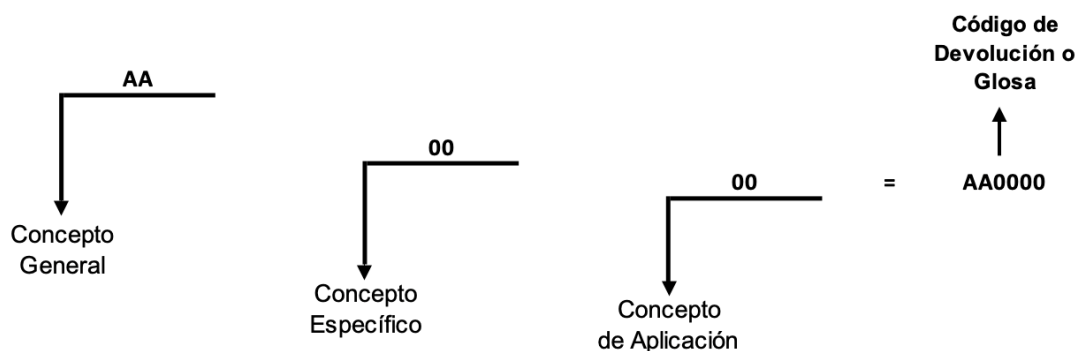 Código de
Devolución o
Glosa
AA
00
00
=
AA0000
Concepto
General
Concepto
Específico
Concepto
de Aplicación